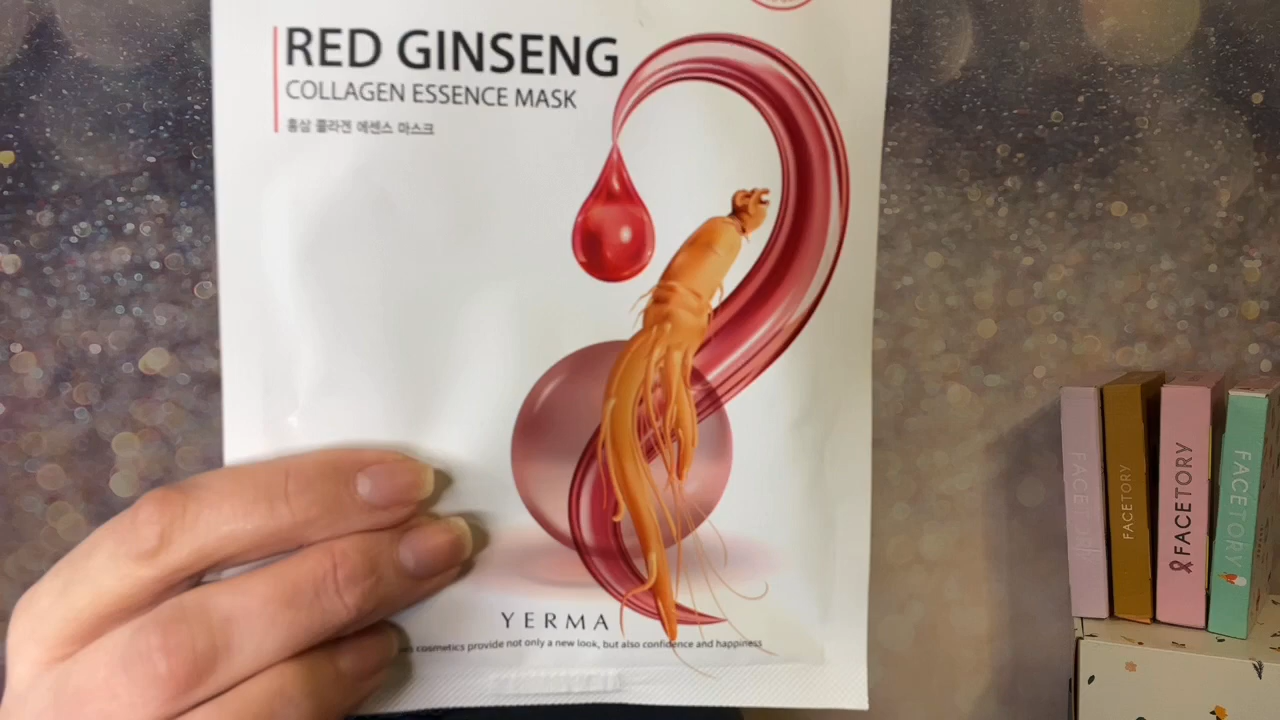 RED GINSENG
COLLAGEN ESSENCE MASK
홍삼 콜라겐 에센스 마스크
YERMA
cosmetics provide not only a new look, but also confidence and happiness
FACETORY
FACETORY
FACETORY